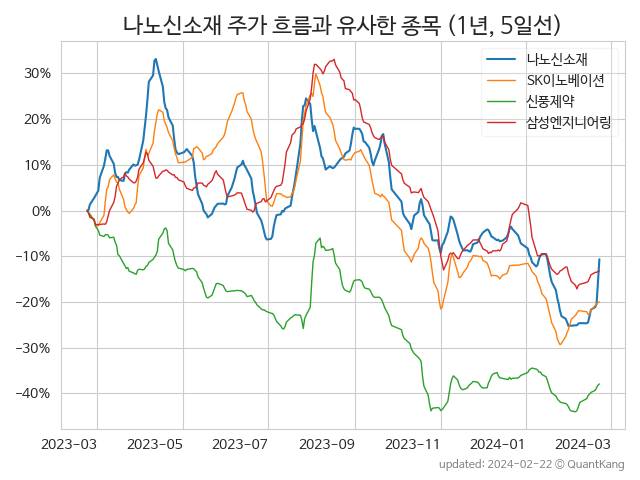 나노신소재 주가 흐름과 유사한 종목 (1년, 5일선)
나노신소재
SK이노베이션
신풍제약
삼성엔지니어링
30%
20%
10%
0%
−10%
−20%
−30%
−40%
2023-03 2023-05 2023-07 2023-09 2023-11 2024-01 2024-03
updated: 2024-02-22 © QuantKang